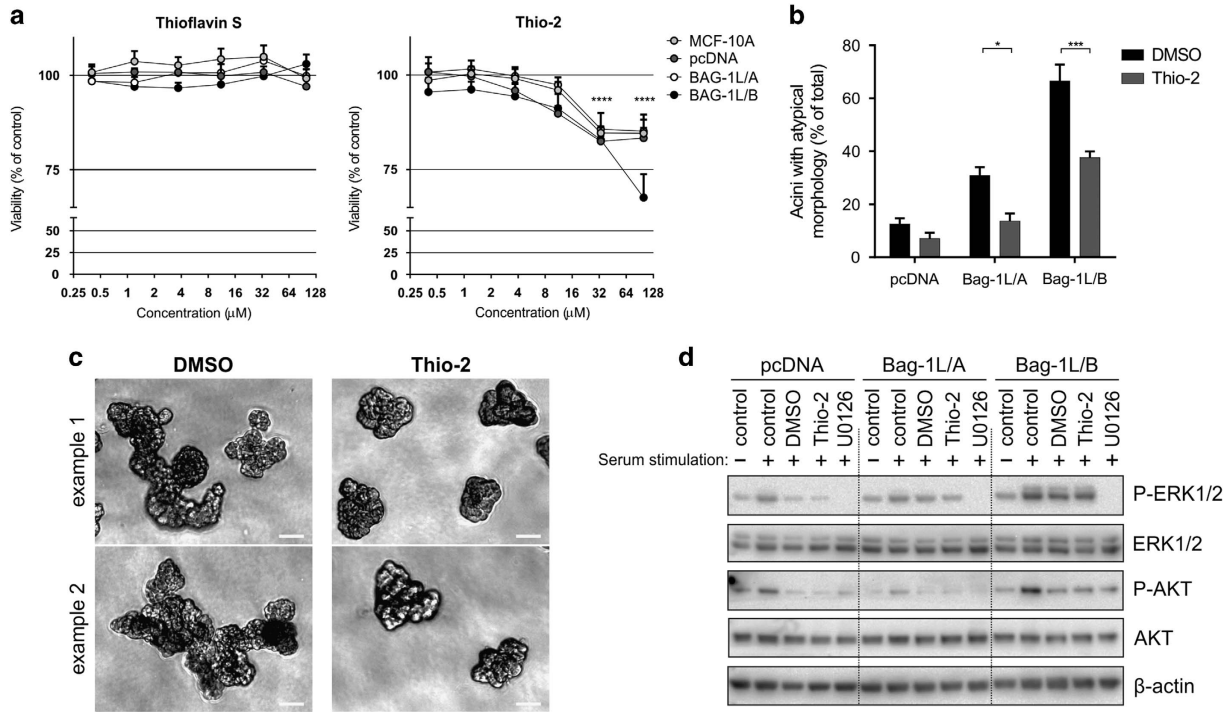 a
Thioflavin S
Viability (% of control)
100
75
50
25
0
0.25 0.5 1 2 4 8 16 32 64 128
Concentration (μM)
Thio-2
Viability (% of control)
100
75
50
25
0
**** ****
0.25 0.5 1 2 4 8 16 32 64 128
Concentration (μM)
MCF-10A
pcDNA
BAG-1L/A
BAG-1L/B
b
Acini with atypical
morphology (% of total)
80
60
40
20
0
* ***
pcDNA Bag-1L/A Bag-1L/B
DMSO
Thio-2
c
DMSO Thio-2
example 1
example 2
d
pcDNA Bag-1L/A Bag-1L/B
control control DMSO Thio-2 U0126 control control DMSO Thio-2 U0126 control control DMSO Thio-2 U0126
Serum stimulation: − + + + + − + + + + − + + + +
P-ERK1/2
ERK1/2
P-AKT
AKT
β-actin